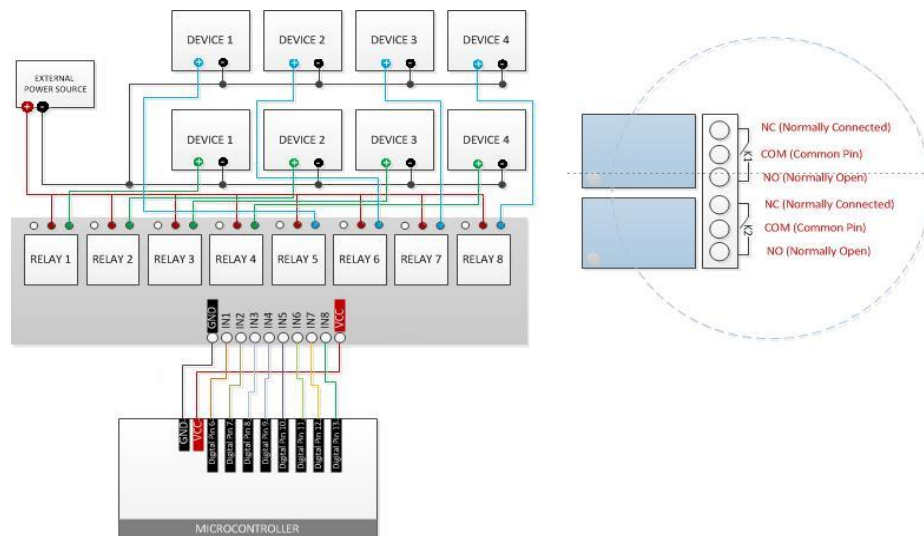 DEVICE 1
DEVICE 2
DEVICE 3
DEVICE 4
EXTERNAL
POWER SOURCE
+
-
+
-
+
-
+
-
+
-
DEVICE 1
DEVICE 2
DEVICE 3
DEVICE 4
+
-
+
-
+
-
+
-
RELAY 1
RELAY 2
RELAY 3
RELAY 4
RELAY 5
RELAY 6
RELAY 7
RELAY 8
GND
IN1
IN2
IN3
IN4
IN5
IN6
IN7
IN8
VCC
GND
VCC
Digital Pin 6
Digital Pin 7
Digital Pin 8
Digital Pin 9
Digital Pin 10
Digital Pin 11
Digital Pin 12
Digital Pin 13
MICROCONTROLLER
NC (Normally Connected)
COM (Common Pin)
K1
NO (Normally Open)
NC (Normally Connected)
COM (Common Pin)
K2
NO (Normally Open)